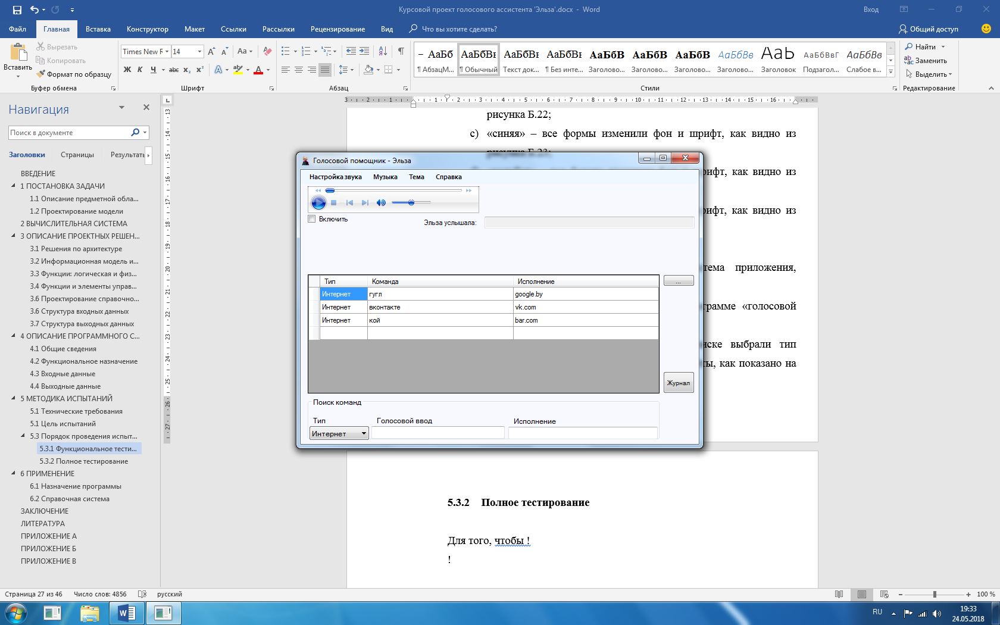 Курсовой проект голосового ассистента 'Эльза'.docx - Word
Вход
Файл Главная Вставка Конструктор Макет Ссылки Рассылки Рецензирование Вид Что вы хотите сделать? Общий доступ
Вставить
Вырезать
Копировать
Формат по образцу
Буфер обмена
Times New R 14
Шрифт
Абзац
АаБб АаБбВв АаБбВв АаБбВв АаБбВ АаБбВ АаБбВ АаБбВв АаЬ АаБбВвГ АаБбВв
¶ АбзацМ... ¶ Обычный Текст док... ¶ Без инте... Заголово... Заголово... Заголово... Заголово... Заголовок Подзагол... Слабое в...
Стили
Найти
Заменить
Выделить
Редактирование
Навигация
Поиск в документе
Заголовки Страницы Результать
ВВЕДЕНИЕ
1 ПОСТАНОВКА ЗАДАЧИ
1.1 Описание предметной обла...
1.2 Проектирование модели
2 ВЫЧИСЛИТЕЛЬНАЯ СИСТЕМА
3 ОПИСАНИЕ ПРОЕКТНЫХ РЕШЕН...
3.1 Решения по архитектуре
3.2 Информационная модель и...
3.3 Функции: логическая и физ...
3.4 Функции и элементы управ...
3.6 Проектирование справочно...
3.6 Структура входных данных
3.7 Структура выходных данных
4 ОПИСАНИЕ ПРОГРАММНОГО С...
4.1 Общие сведения
4.2 Функциональное назначение
4.3 Входные данные
4.4 Выходные данные
5 МЕТОДИКА ИСПЫТАНИЙ
5.1 Технические требования
5.1 Цель испытаний
5.3 Порядок проведения испыт...
5.3.1 Функциональное тести...
5.3.2 Полное тестирование
6 ПРИМЕНЕНИЕ
6.1 Назначение программы
6.2 Справочная система
ЗАКЛЮЧЕНИЕ
ЛИТЕРАТУРА
ПРИЛОЖЕНИЕ А
ПРИЛОЖЕНИЕ Б
ПРИЛОЖЕНИЕ В
рисунка Б.22;
с) «синяя» – все формы изменили фон и шрифт, как видно из
рисунка Б.23;
рифт, как видно из
рифт, как видно из
тема приложения,
грамме «голосовой
иске выбрали тип
ты, как показано на
Голосовой помощник - Эльза
Настройка звука Музыка Тема Справка
Включить
Эльза услышала:
Тип Команда Исполнение
Интернет гугл google.by
Интернет вконтакте vk.com
Интернет кой bar.com
...
Журнал
Поиск команд
Тип Голосовой ввод Исполнение
Интернет
5.3.2 Полное тестирование
Для того, чтобы !
!
Страница 27 из 46 Число слов: 4856 русский 100 %
RU
19:33
24.05.2018